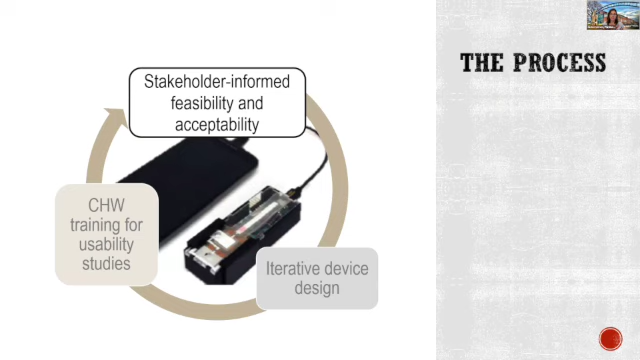 THE PROCESS
Stakeholder-informed
feasibility and
acceptability
CHW
training for
usability
studies
Iterative device
design